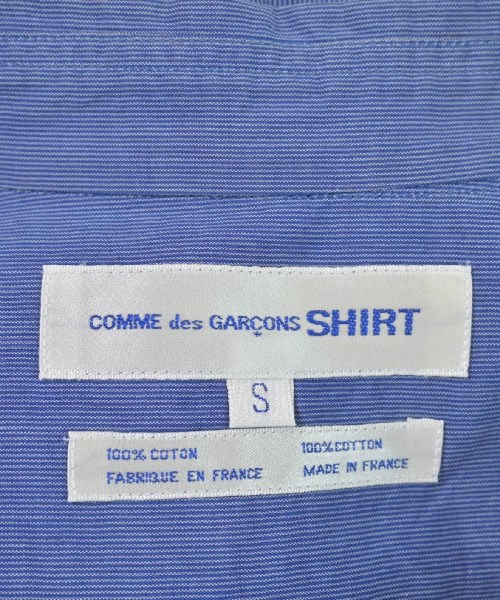 COMME des GARÇONS SHIRT
S
100% COTON 100% COTTON
FABRIQUE EN FRANCE MADE IN FRANCE